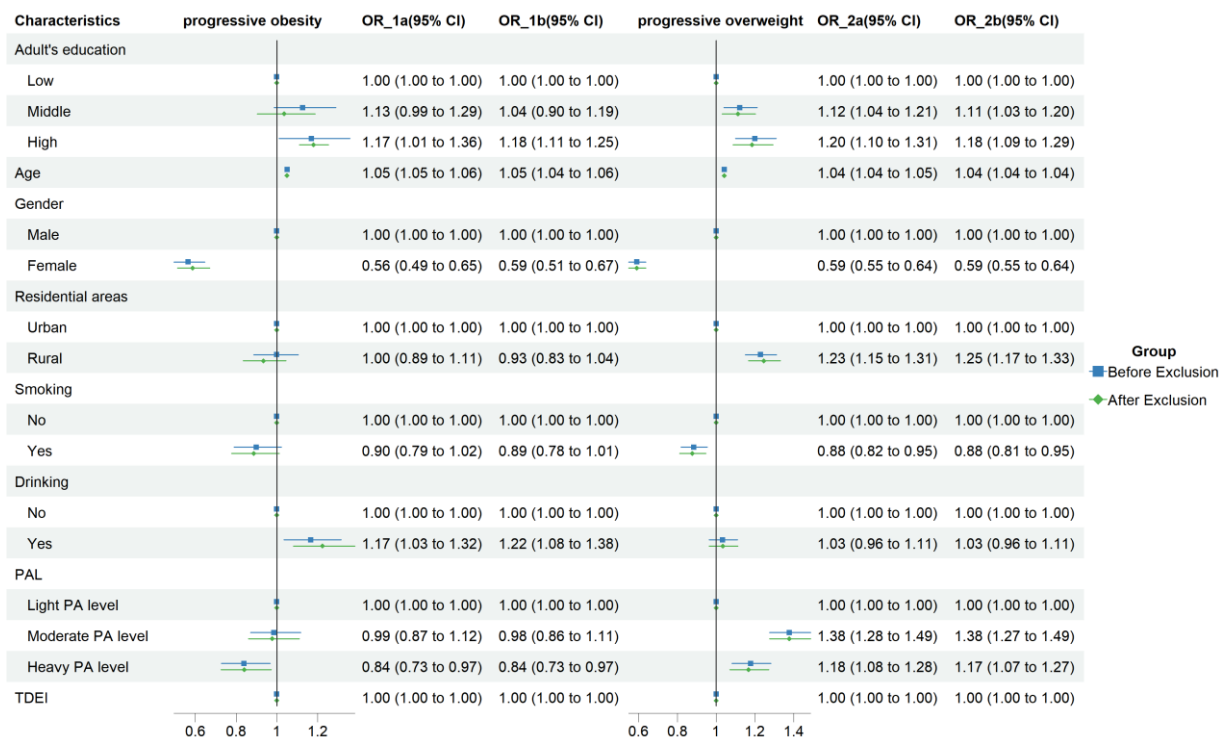 Characteristics progressive obesity OR_1a(95% CI) OR_1b(95% CI) progressive overweight OR_2a(95% CI) OR_2b(95% CI)
Adult's education
Low 1.00 (1.00 to 1.00) 1.00 (1.00 to 1.00) 1.00 (1.00 to 1.00) 1.00 (1.00 to 1.00)
Middle 1.13 (0.99 to 1.29) 1.04 (0.90 to 1.19) 1.12 (1.04 to 1.21) 1.11 (1.03 to 1.20)
High 1.17 (1.01 to 1.36) 1.18 (1.11 to 1.25) 1.20 (1.10 to 1.31) 1.18 (1.09 to 1.29)
Age 1.05 (1.05 to 1.06) 1.05 (1.04 to 1.06) 1.04 (1.04 to 1.05) 1.04 (1.04 to 1.04)
Gender
Male 1.00 (1.00 to 1.00) 1.00 (1.00 to 1.00) 1.00 (1.00 to 1.00) 1.00 (1.00 to 1.00)
Female 0.56 (0.49 to 0.65) 0.59 (0.51 to 0.67) 0.59 (0.55 to 0.64) 0.59 (0.55 to 0.64)
Residential areas
Urban 1.00 (1.00 to 1.00) 1.00 (1.00 to 1.00) 1.00 (1.00 to 1.00) 1.00 (1.00 to 1.00)
Rural 1.00 (0.89 to 1.11) 0.93 (0.83 to 1.04) 1.23 (1.15 to 1.31) 1.25 (1.17 to 1.33)
Smoking
No 1.00 (1.00 to 1.00) 1.00 (1.00 to 1.00) 1.00 (1.00 to 1.00) 1.00 (1.00 to 1.00)
Yes 0.90 (0.79 to 1.02) 0.89 (0.78 to 1.01) 0.88 (0.82 to 0.95) 0.88 (0.81 to 0.95)
Drinking
No 1.00 (1.00 to 1.00) 1.00 (1.00 to 1.00) 1.00 (1.00 to 1.00) 1.00 (1.00 to 1.00)
Yes 1.17 (1.03 to 1.32) 1.22 (1.08 to 1.38) 1.03 (0.96 to 1.11) 1.03 (0.96 to 1.11)
PAL
Light PA level 1.00 (1.00 to 1.00) 1.00 (1.00 to 1.00) 1.00 (1.00 to 1.00) 1.00 (1.00 to 1.00)
Moderate PA level 0.99 (0.87 to 1.12) 0.98 (0.86 to 1.11) 1.38 (1.28 to 1.49) 1.38 (1.27 to 1.49)
Heavy PA level 0.84 (0.73 to 0.97) 0.84 (0.73 to 0.97) 1.18 (1.08 to 1.28) 1.17 (1.07 to 1.27)
TDEI 1.00 (1.00 to 1.00) 1.00 (1.00 to 1.00) 1.00 (1.00 to 1.00) 1.00 (1.00 to 1.00)
0.6 0.8 1 1.2 0.6 0.8 1 1.2 1.4
Group
Before Exclusion
After Exclusion